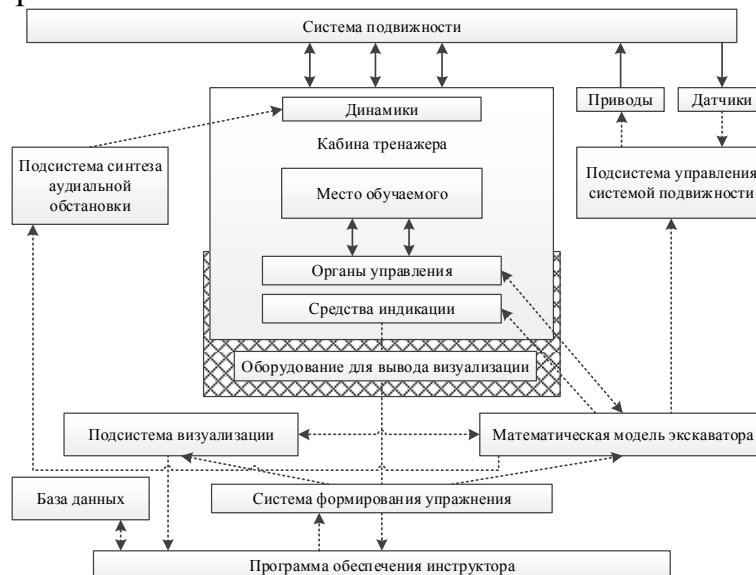 Система подвижности
Приводы
Датчики
Динамики
Кабина тренажера
Подсистема синтеза
аудиальной
обстановки
Место обучаемого
Подсистема управления
системой подвижности
Органы управления
Средства индикации
Оборудование для вывода визуализации
Подсистема визуализации
Математическая модель экскаватора
База данных
Система формирования упражнения
Программа обеспечения инструктора